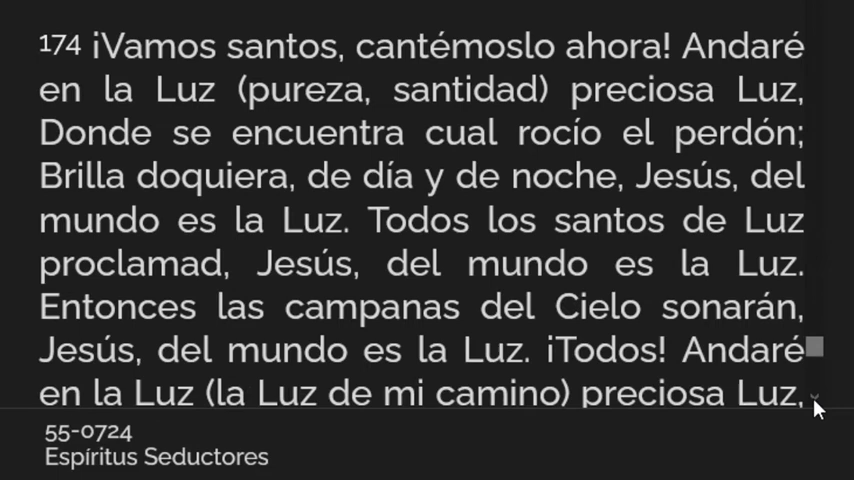 174 ¡Vamos santos, cantémoslo ahora! Andaré
en la Luz (pureza, santidad) preciosa Luz,
Donde se encuentra cual rocío el perdón;
Brilla doquiera, de día y de noche, Jesús, del
mundo es la Luz. Todos los santos de Luz
proclamad, Jesús, del mundo es la Luz.
Entonces las campanas del Cielo sonarán,
Jesús, del mundo es la Luz. ¡Todos! Andaré
en la Luz (la Luz de mi camino) preciosa Luz,
55-0724
Espíritus Seductores